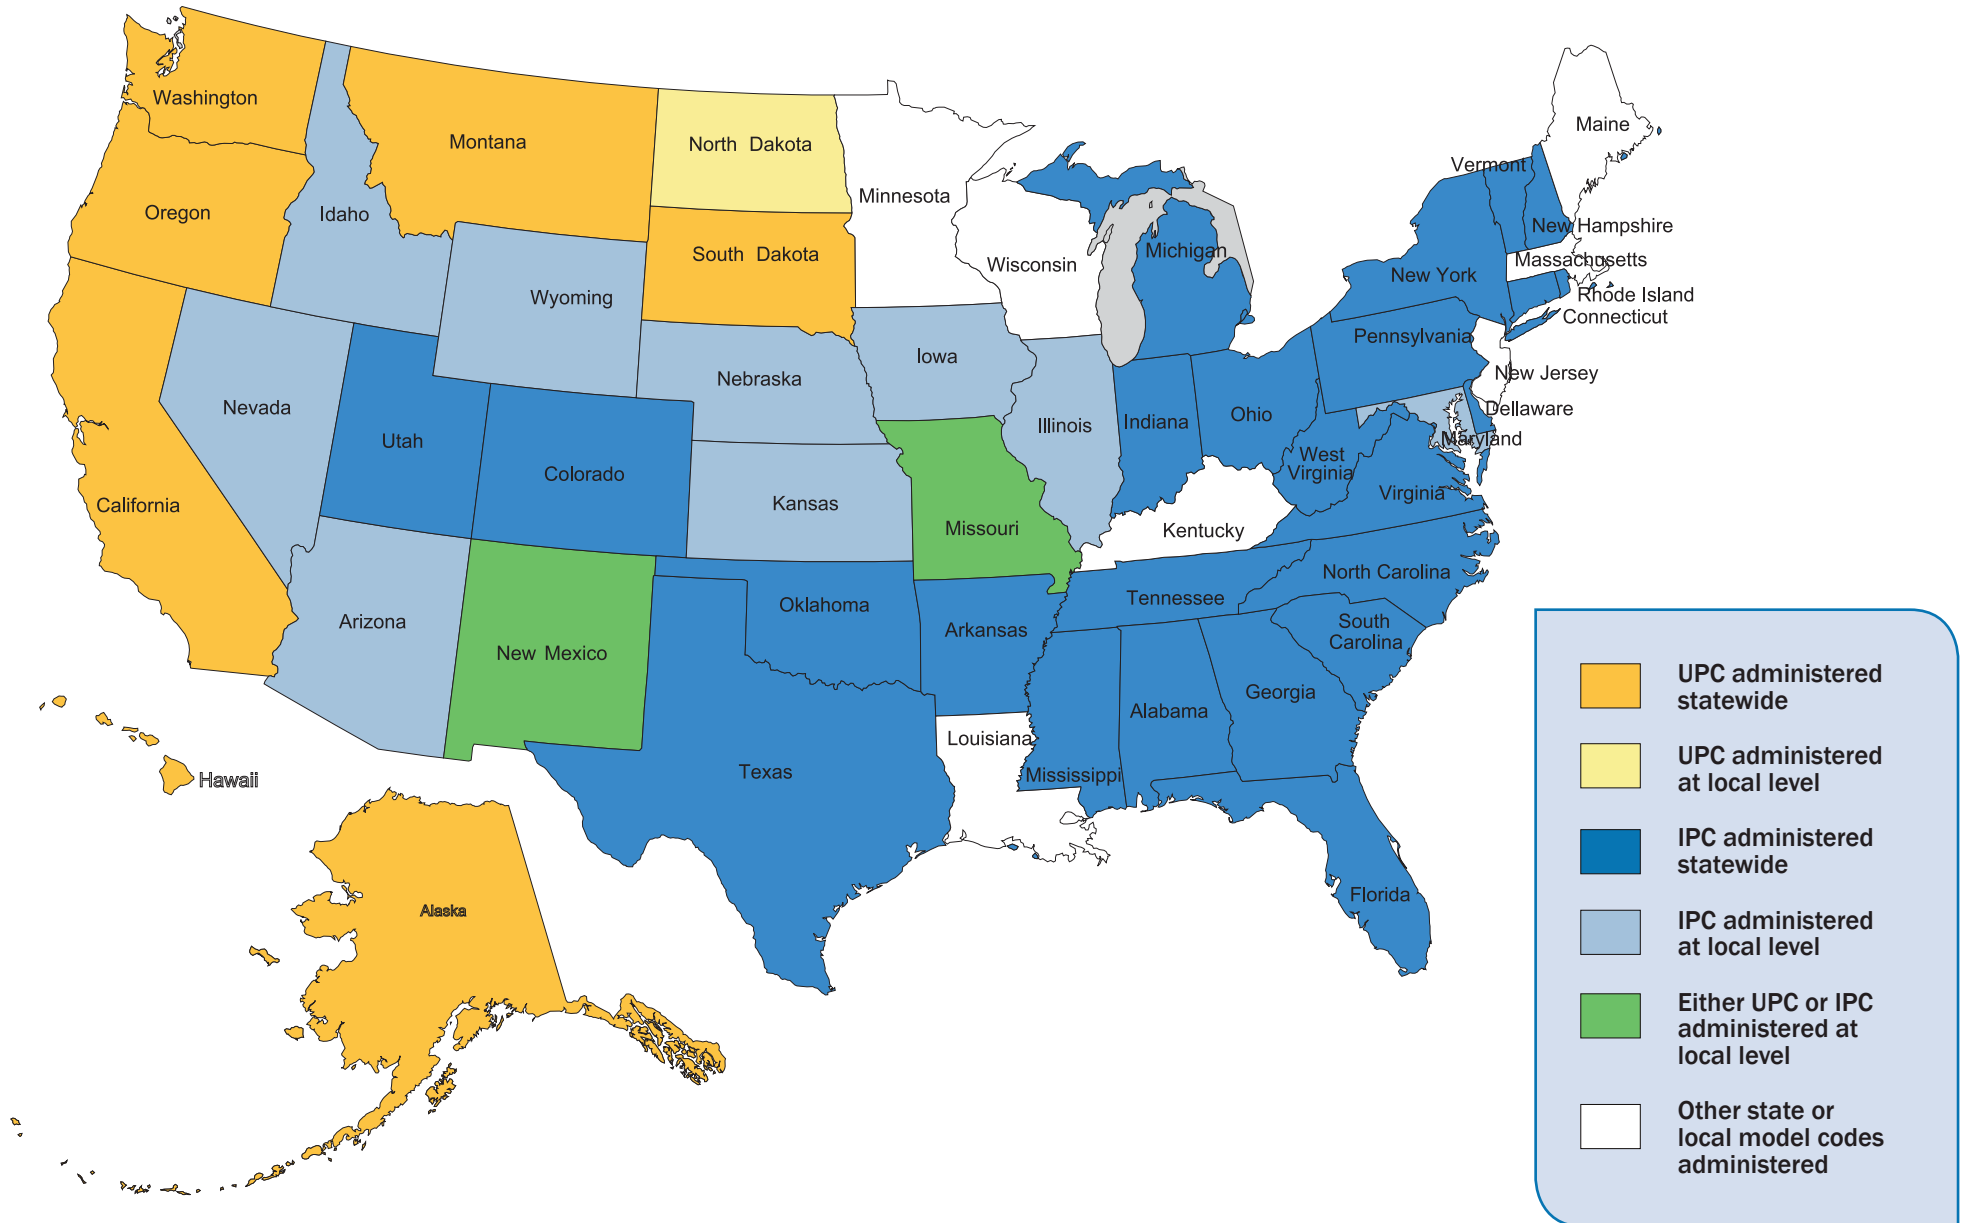 Washington
Montana
North Dakota
Minnesota
Maine
Vermont
Oregon
Idaho
South Dakota
Wisconsin
Michigan
New York
New Hampshire
Massachusetts
Rhode Island
Connecticut
Wyoming
Iowa
Pennsylvania
New Jersey
Nebraska
Nevada
Utah
Colorado
Illinois
Indiana
Ohio
Dellaware
Maryland
West
Virginia
Virginia
California
Kansas
Missouri
Kentucky
North Carolina
Arizona
New Mexico
Oklahoma
Arkansas
Tennessee
South
Carolina
Georgia
Alabama
Louisiana
Mississippi
Texas
Hawaii
Alaska
Florida
UPC administered
statewide
UPC administered
at local level
IPC administered
statewide
IPC administered
at local level
Either UPC or IPC
administered at
local level
Other state or
local model codes
administered